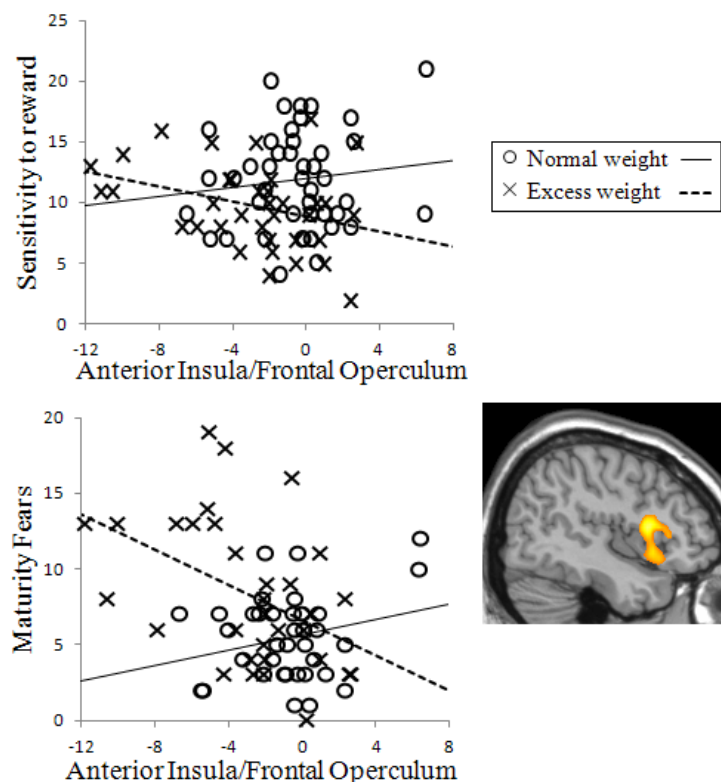 25
20
15
10
5
0
Sensitivity to reward
-12 -8 -4 0 4 8
Anterior Insula/Frontal Operculum
Normal weight
Excess weight
20
15
10
5
0
Maturity Fears
-12 -8 -4 0 4 8
Anterior Insula/Frontal Operculum